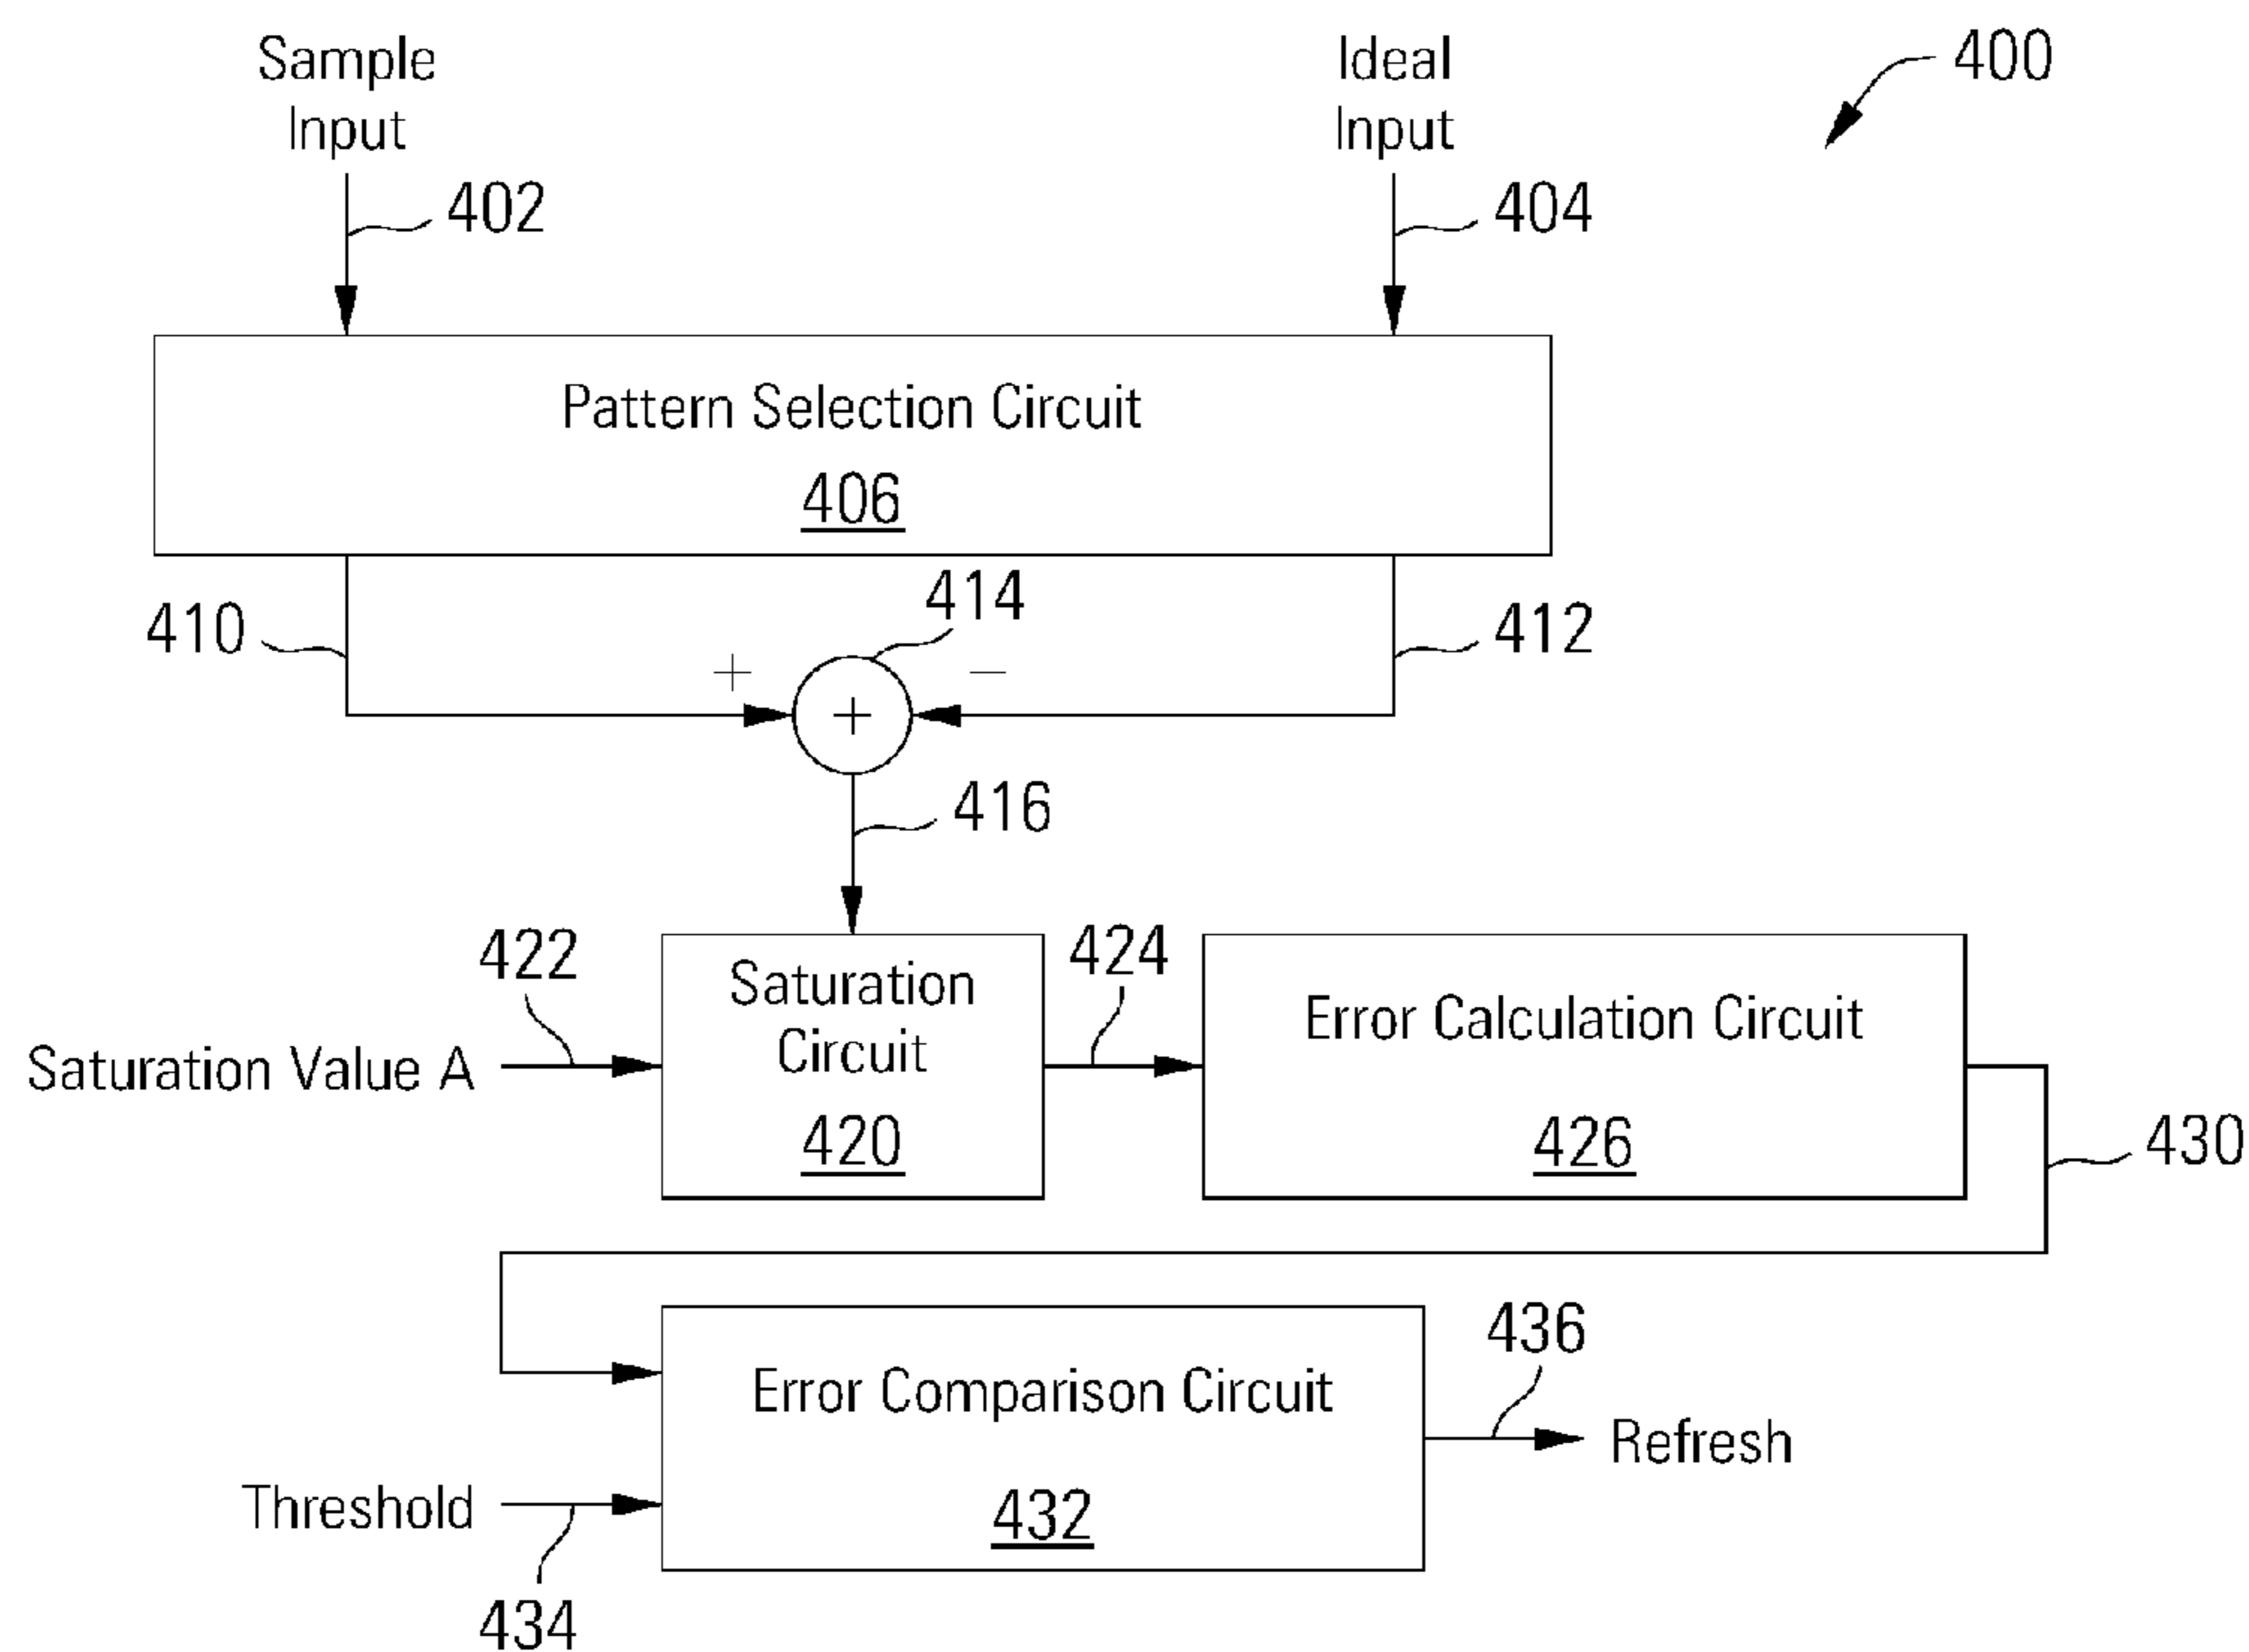 Sample
Input
Ideal
Input
400
402
404
Pattern Selection Circuit
406
410
414
412
+
−
+
416
422
Saturation Value A
Saturation
Circuit
420
424
Error Calculation Circuit
426
430
Error Comparison Circuit
432
436
Refresh
Threshold
434